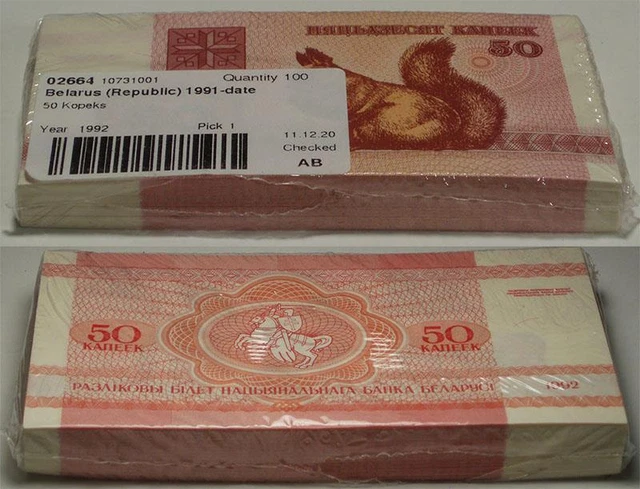 ПЯЦЬДЗЕСЯТ КАПЕЕК
50
02664 10731001 Quantity 100
Belarus (Republic) 1991-date
50 Kopeks
Year 1992 Pick 1
11.12.20
Checked
AB
50 КАПЕЕК
50 КАПЕЕК
РАЗЛІКОВЫ БІЛЕТ НАЦЫЯНАЛЬНАГА БАНКА БЕЛАРУСІ 1992